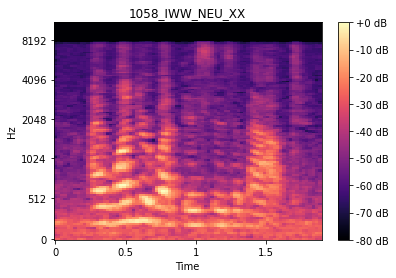 1058_IWW_NEU_XX
8192
4096
2048
1024
512
0
Hz
0
0.5
1
1.5
Time
+0 dB
-10 dB
-20 dB
-30 dB
-40 dB
-50 dB
-60 dB
-70 dB
-80 dB